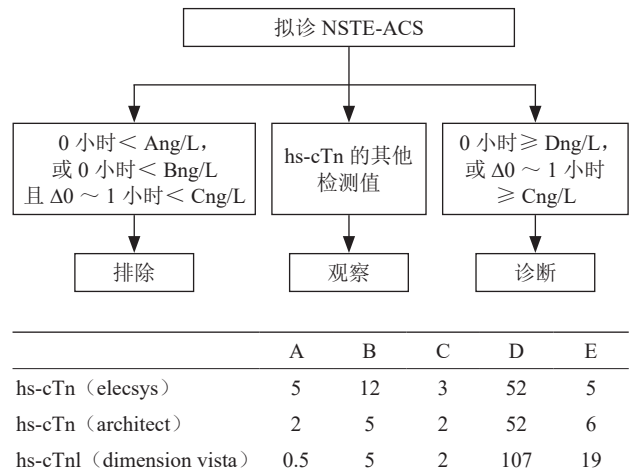 拟诊 NSTE-ACS
0 小时＜ Ang/L，
或 0 小时＜ Bng/L
且 Δ0 ～ 1 小时＜ Cng/L
hs-cTn 的其他
检测值
0 小时≥ Dng/L，
或 Δ0 ～ 1 小时
≥ Cng/L
排除
观察
诊断
A B C D E
hs-cTn（elecsys） 5 12 3 52 5
hs-cTn（architect） 2 5 2 52 6
hs-cTnl（dimension vista） 0.5 5 2 107 19